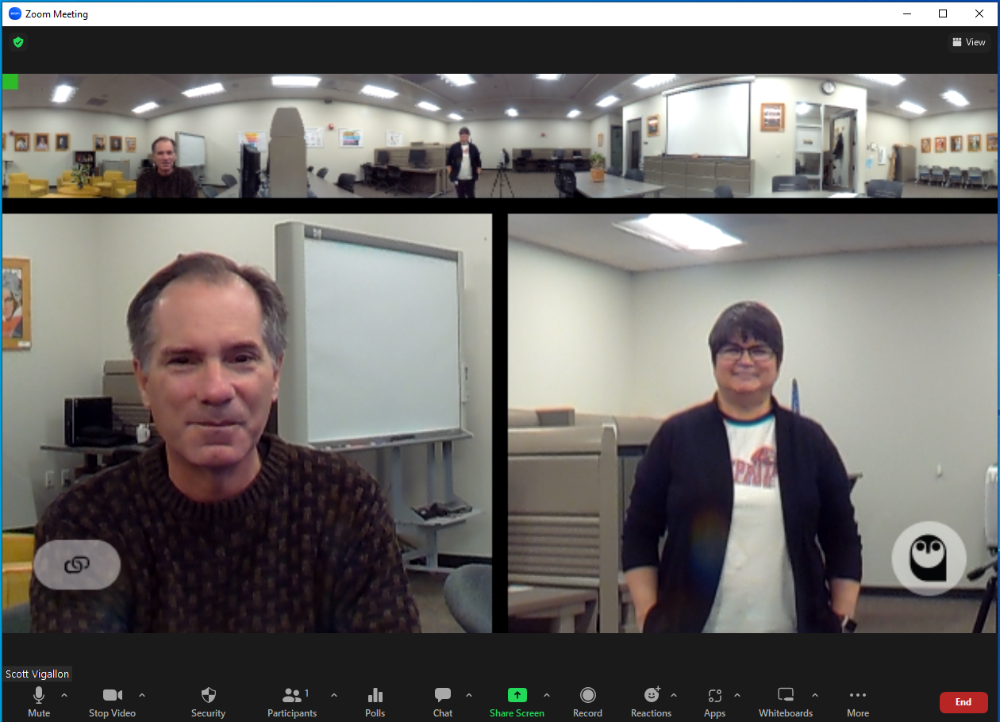 zoom
Zoom Meeting
View
Scott Vigallon
Mute
Stop Video
Security
1
Participants
Polls
Chat
Share Screen
Record
Reactions
Apps
Whiteboards
More
End